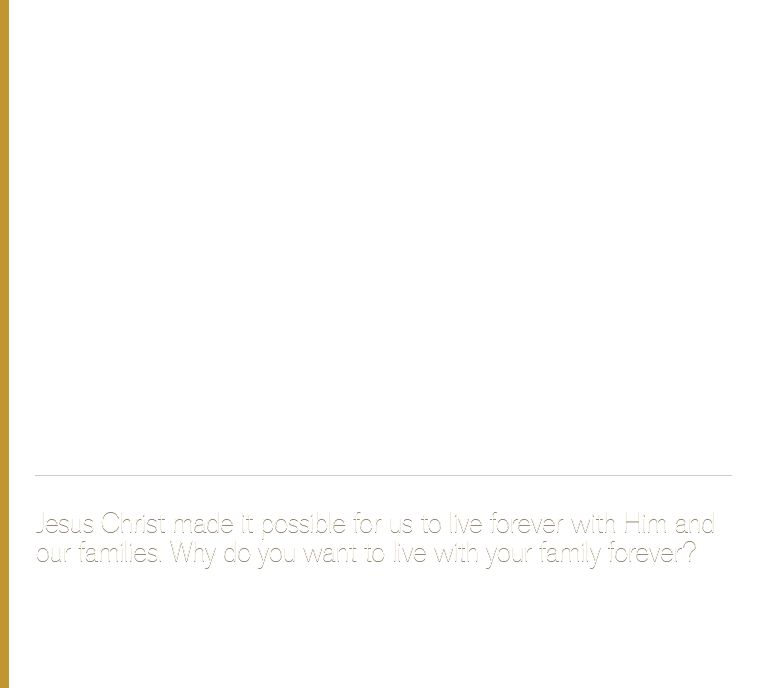 Jesus Christ made it possible for us to live forever with Him and
our families. Why do you want to live with your family forever?